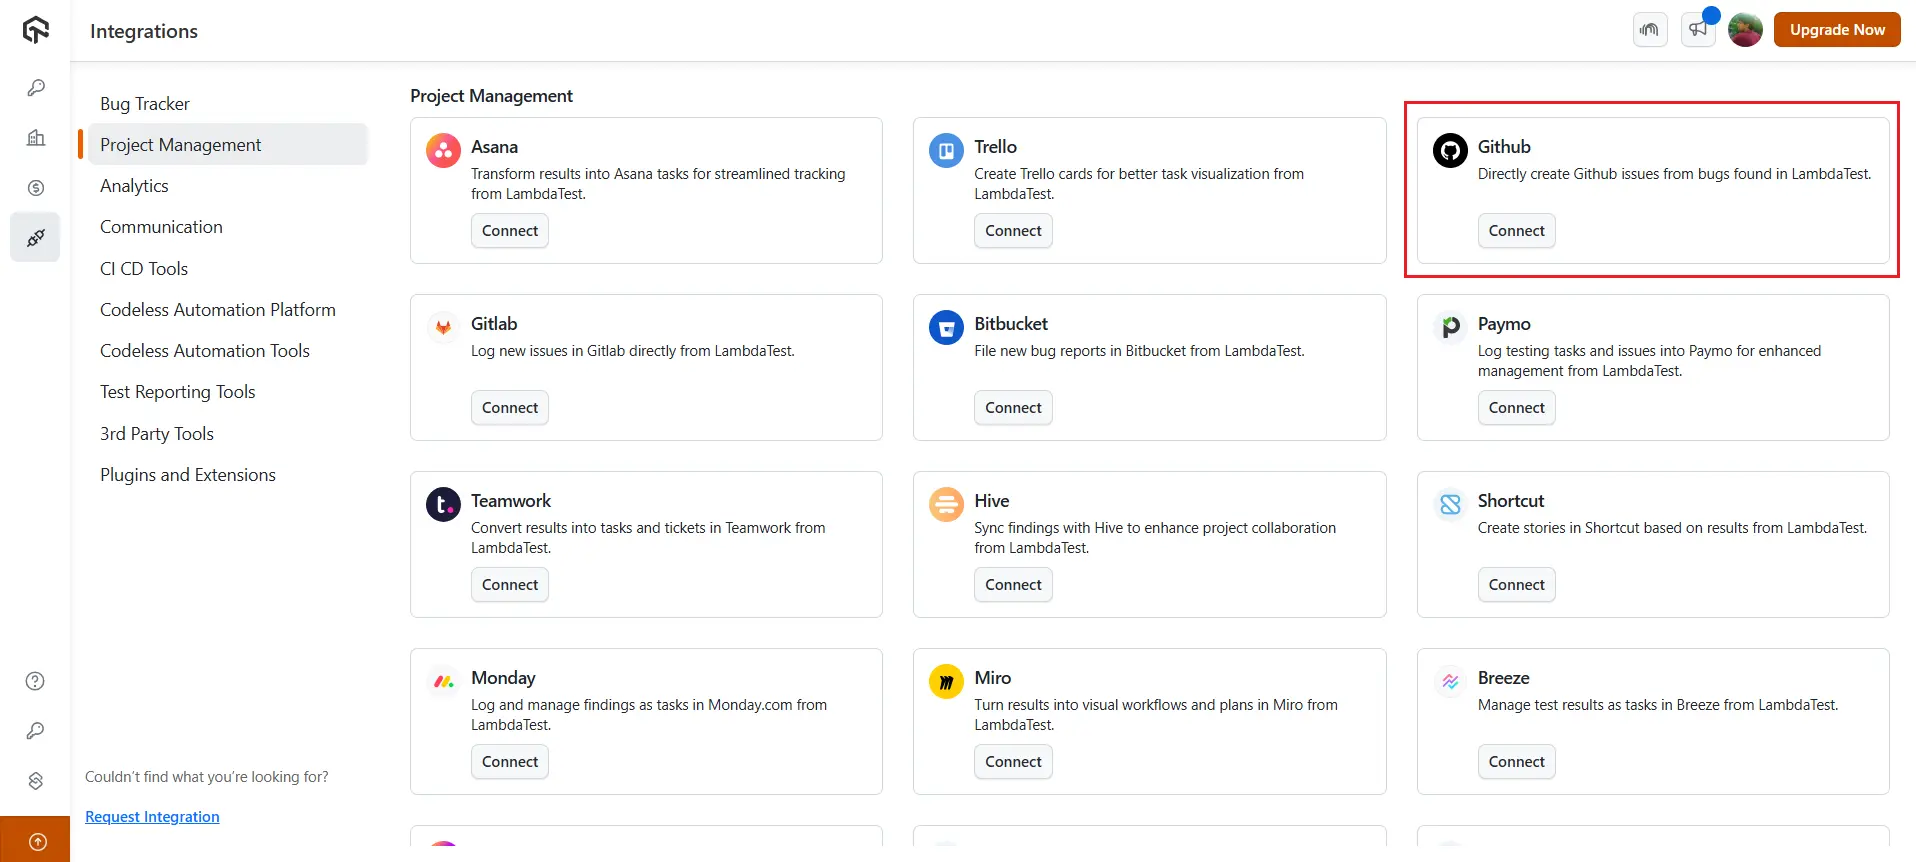 Integrations
Upgrade Now
Bug Tracker
Project Management
Analytics
Communication
CI CD Tools
Codeless Automation Platform
Codeless Automation Tools
Test Reporting Tools
3rd Party Tools
Plugins and Extensions
Couldn't find what you're looking for?
Request Integration
Project Management
Asana
Transform results into Asana tasks for streamlined tracking
from LambdaTest.
Connect
Trello
Create Trello cards for better task visualization from
LambdaTest.
Connect
Github
Directly create Github issues from bugs found in LambdaTest.
Connect
Gitlab
Log new issues in Gitlab directly from LambdaTest.
Connect
Bitbucket
File new bug reports in Bitbucket from LambdaTest.
Connect
Paymo
Log testing tasks and issues into Paymo for enhanced
management from LambdaTest.
Connect
t.
Teamwork
Convert results into tasks and tickets in Teamwork from
LambdaTest.
Connect
Hive
Sync findings with Hive to enhance project collaboration
from LambdaTest.
Connect
Shortcut
Create stories in Shortcut based on results from LambdaTest.
Connect
Monday
Log and manage findings as tasks in Monday.com from
LambdaTest.
Connect
Miro
Turn results into visual workflows and plans in Miro from
LambdaTest.
Connect
Breeze
Manage test results as tasks in Breeze from LambdaTest.
Connect